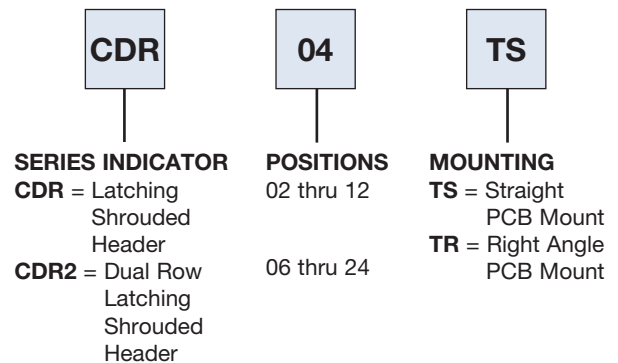 CDR 04 TS
SERIES INDICATOR
CDR = Latching
Shrouded
Header
CDR2 = Dual Row
Latching
Shrouded
Header
POSITIONS
02 thru 12
06 thru 24
MOUNTING
TS = Straight
PCB Mount
TR = Right Angle
PCB Mount